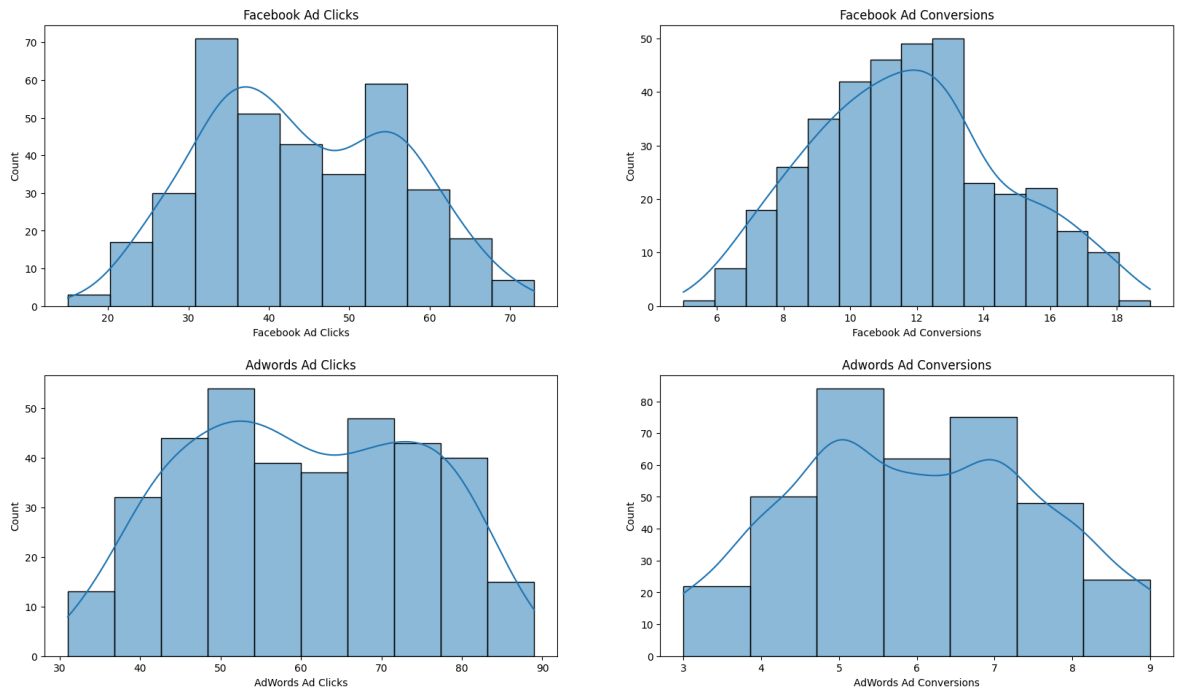 Facebook Ad Clicks
Count
70
60
50
40
30
20
10
0
20 30 40 50 60 70
Facebook Ad Clicks
Facebook Ad Conversions
Count
50
40
30
20
10
0
6 8 10 12 14 16 18
Facebook Ad Conversions
Adwords Ad Clicks
Count
50
40
30
20
10
0
30 40 50 60 70 80 90
AdWords Ad Clicks
Adwords Ad Conversions
Count
80
70
60
50
40
30
20
10
0
3 4 5 6 7 8 9
AdWords Ad Conversions